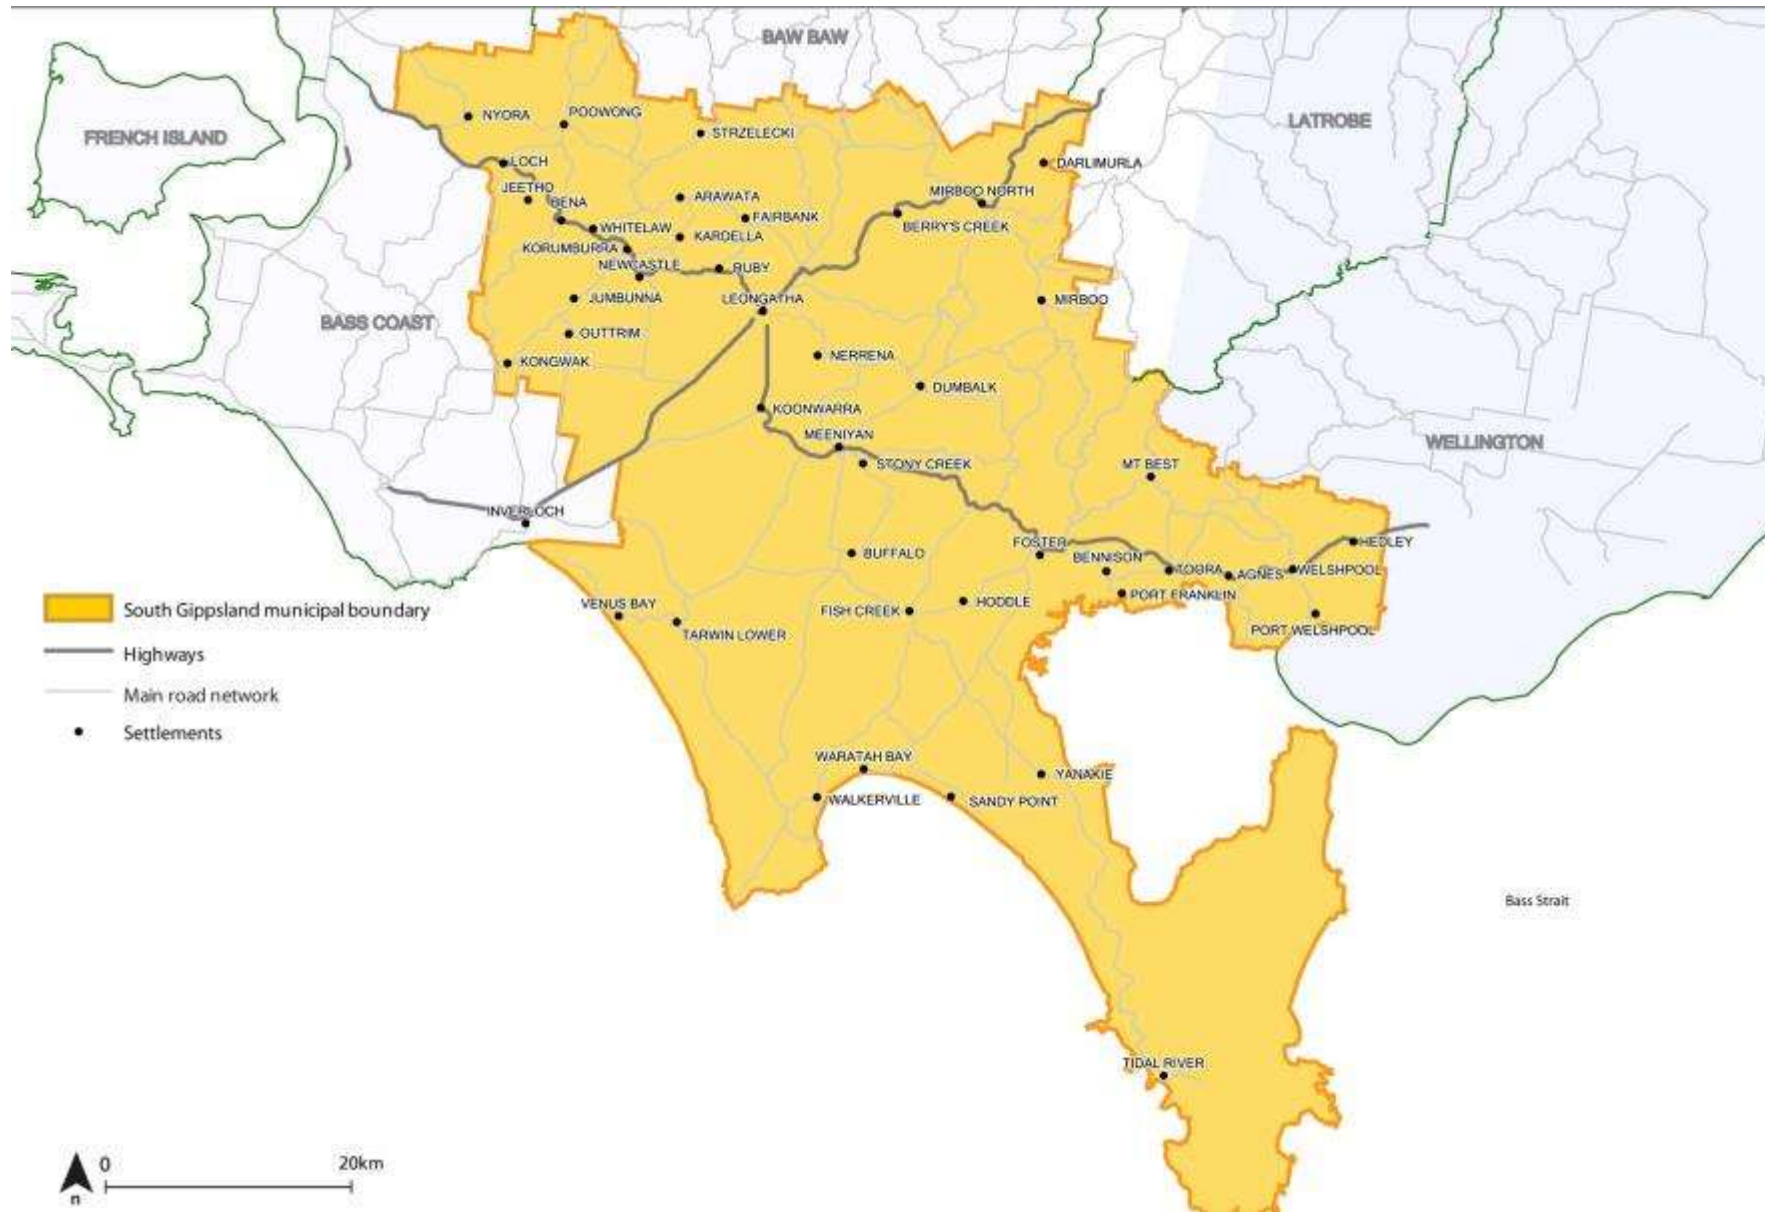 BAW BAW
NYORA
POOWONG
LATROBE
STRZELECKI
FRENCH ISLAND
LOCH
DARLIMURLA
JEETHO
BENA
ARAWATA
MIRBOO NORTH
FAIRBANK
WHITELAW
KARDELLA
BERRY'S CREEK
KORUMBURRA
NEWCASTLE
RUBY
JUMBUNNA
LEONGATHA
MIRBOO
BASS COAST
OUTTRIM
KONGWAK
NERRENA
DUMBALK
KOONWARRA
MEENIYAN
WELLINGTON
STONY CREEK
MT BEST
INVERLOCH
FOSTER
HEDLEY
BUFFALO
BENNISON
TOORA
AGNES
WELSHPOOL
PORT FRANKLIN
VENUS BAY
FISH CREEK
HODDLE
TARWIN LOWER
PORT WELSHPOOL
South Gippsland municipal boundary
Highways
Main road network
Settlements
WARATAH BAY
YANAKIE
WALKERVILLE
SANDY POINT
Bass Strait
TIDAL RIVER
0
20km
n